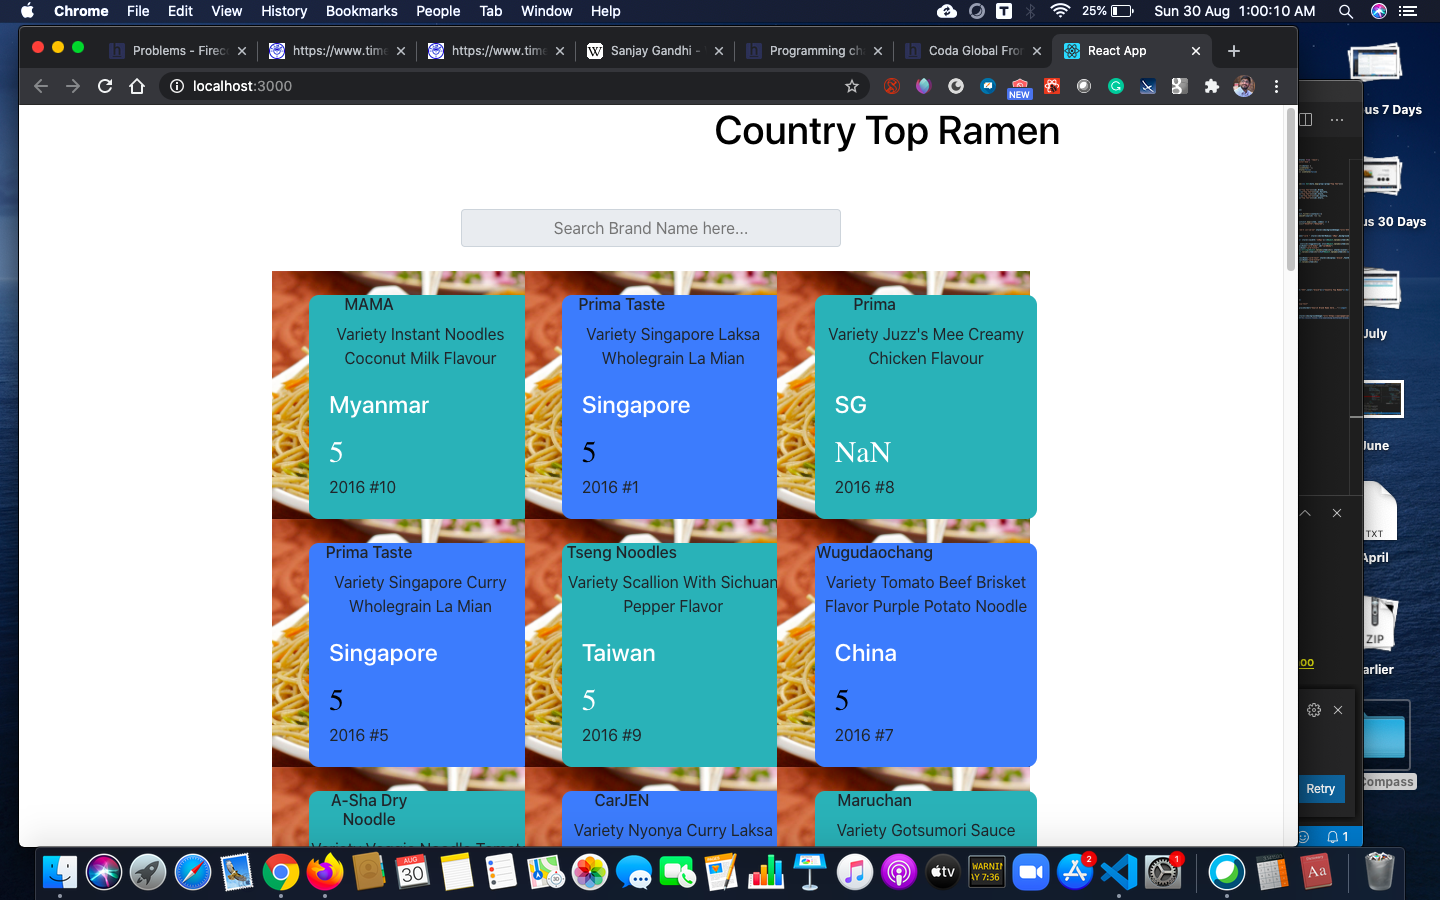 Chrome File Edit View History Bookmarks People Tab Window Help 25% Sun 30 Aug 1:00:10 AM
Problems - Firec https://www.time https://www.time Sanjay Gandhi - Programming ch Coda Global Fron React App
localhost:3000
NEW
Country Top Ramen
Search Brand Name here...
MAMA
Variety Instant Noodles
Coconut Milk Flavour
Myanmar
5
2016 #10
Prima Taste
Variety Singapore Laksa
Wholegrain La Mian
Singapore
5
2016 #1
Prima
Variety Juzz's Mee Creamy
Chicken Flavour
SG
NaN
2016 #8
Prima Taste
Variety Singapore Curry
Wholegrain La Mian
Singapore
5
2016 #5
Tseng Noodles
Variety Scallion With Sichuan
Pepper Flavor
Taiwan
5
2016 #9
Wugudaochang
Variety Tomato Beef Brisket
Flavor Purple Potato Noodle
China
5
2016 #7
A-Sha Dry
Noodle
CarJEN
Variety Nyonya Curry Laksa
Maruchan
Variety Gotsumori Sauce
us 7 Days
us 30 Days
July
June
TXT
April
ZIP
arlier
Compass
oo
Retry
1
AUG
30
tv
WARNIN
AY 7:36
2
1
Aa